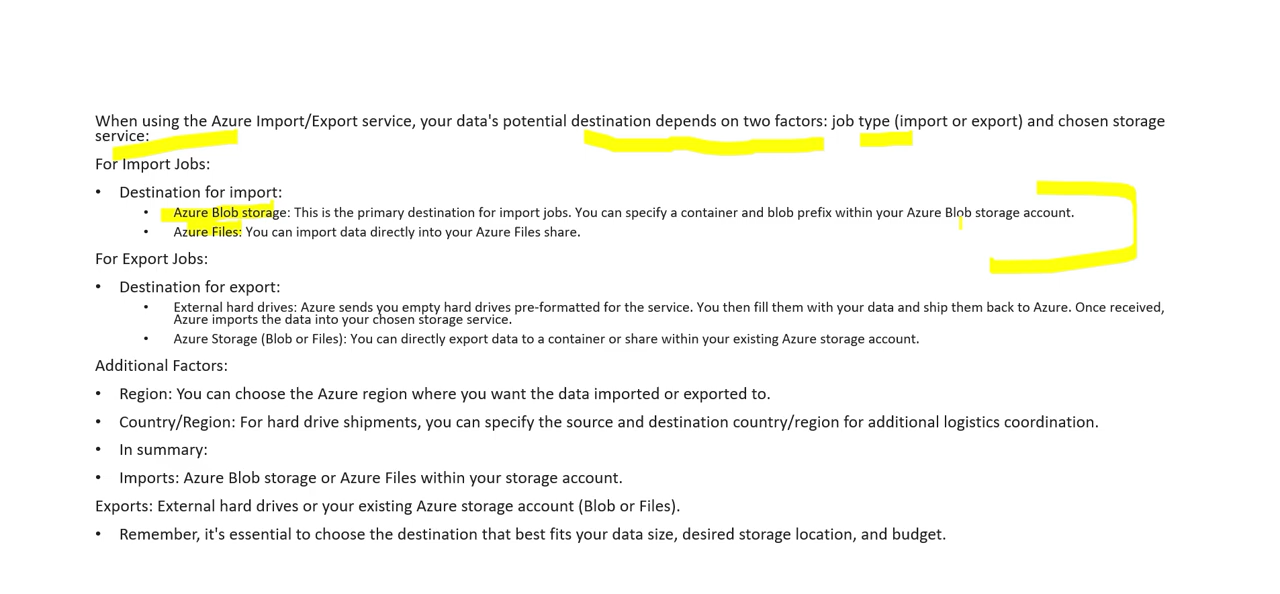 When using the Azure Import/Export service, your data's potential destination depends on two factors: job type (import or export) and chosen storage
service:
For Import Jobs:
• Destination for import:
• Azure Blob storage: This is the primary destination for import jobs. You can specify a container and blob prefix within your Azure Blob storage account.
• Azure Files: You can import data directly into your Azure Files share.
For Export Jobs:
• Destination for export:
• External hard drives: Azure sends you empty hard drives pre-formatted for the service. You then fill them with your data and ship them back to Azure. Once received,
Azure imports the data into your chosen storage service.
• Azure Storage (Blob or Files): You can directly export data to a container or share within your existing Azure storage account.
Additional Factors:
• Region: You can choose the Azure region where you want the data imported or exported to.
• Country/Region: For hard drive shipments, you can specify the source and destination country/region for additional logistics coordination.
• In summary:
• Imports: Azure Blob storage or Azure Files within your storage account.
Exports: External hard drives or your existing Azure storage account (Blob or Files).
• Remember, it's essential to choose the destination that best fits your data size, desired storage location, and budget.